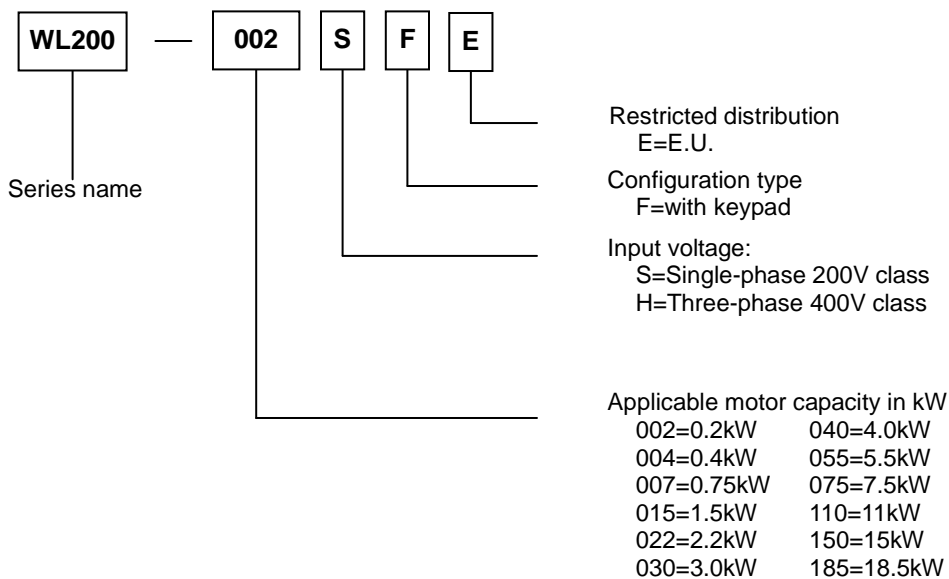 WL200 — 002 S F E
Restricted distribution
E=E.U.
Configuration type
F=with keypad
Series name
Input voltage:
S=Single-phase 200V class
H=Three-phase 400V class
Applicable motor capacity in kW
002=0.2kW 040=4.0kW
004=0.4kW 055=5.5kW
007=0.75kW 075=7.5kW
015=1.5kW 110=11kW
022=2.2kW 150=15kW
030=3.0kW 185=18.5kW